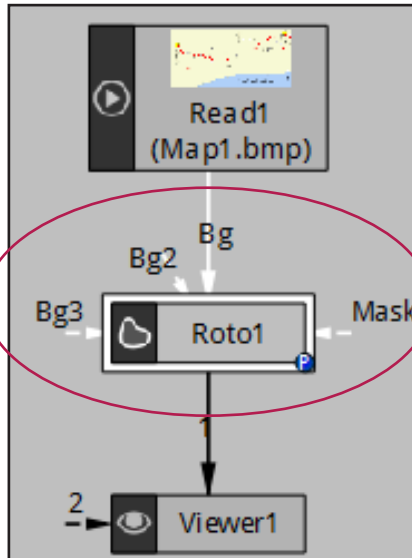 Read1
(Map1.bmp)
Bg
Bg2
Bg3
Mask
Roto1
P
1
2
Viewer1